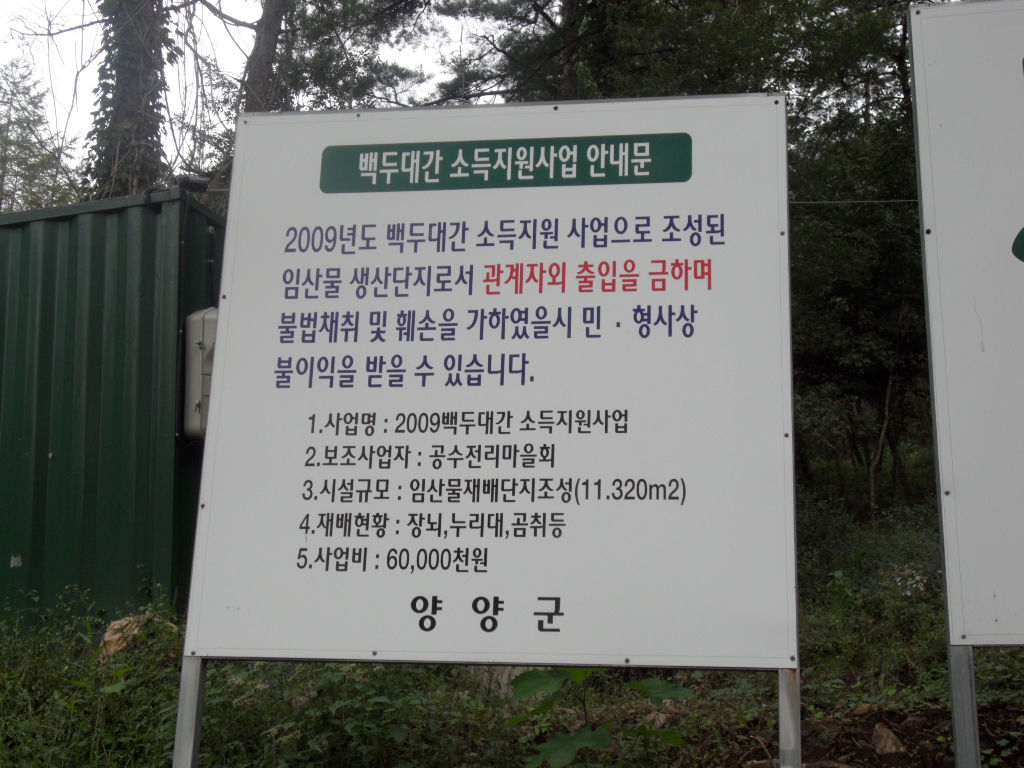 백두대간 소득지원사업 안내문
2009년도 백두대간 소득지원 사업으로 조성된
임산물 생산단지로서 관계자외 출입을 금하며
불법채취 및 훼손을 가하였을시 민 · 형사상
불이익을 받을 수 있습니다.
1.사업명 : 2009백두대간 소득지원사업
2.보조사업자 : 공수전리마을회
3.시설규모 : 임산물재배단지조성(11.320m2)
4.재배현황 : 장뇌,누리대,곰취등
5.사업비 : 60,000천원
양 양 군